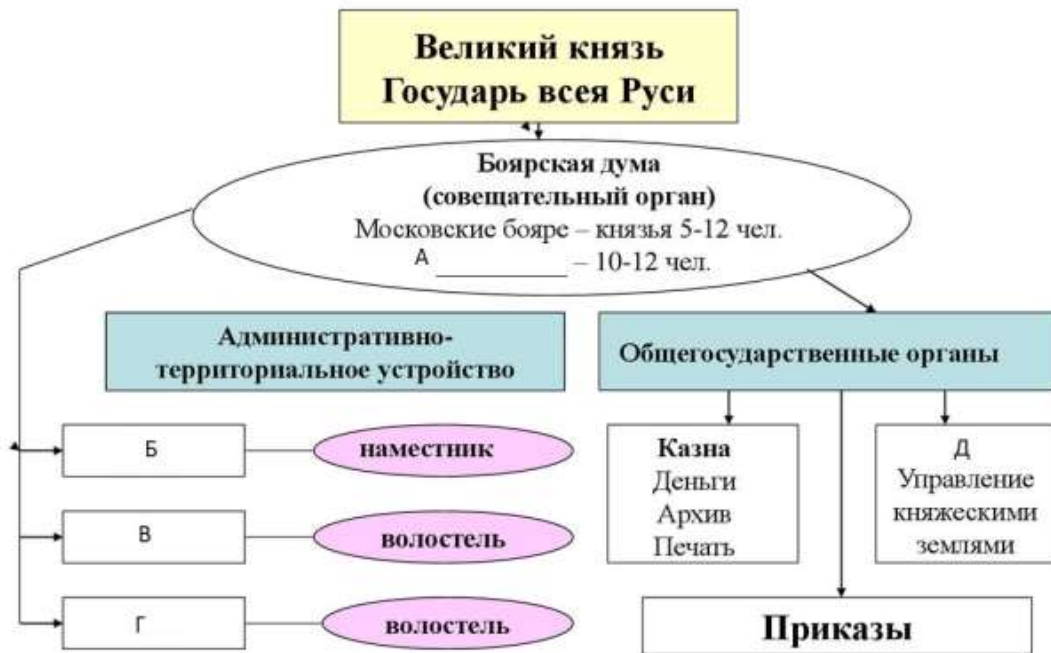 Великий князь
Государь всея Руси
Боярская дума
(совещательный орган)
Московские бояре – князья 5-12 чел.
А __________ – 10-12 чел.
Административно-
территориальное устройство
Общегосударственные органы
Б
наместник
В
волостель
Г
волостель
Казна
Деньги
Архив
Печать
Д
Управление
княжескими
землями
Приказы